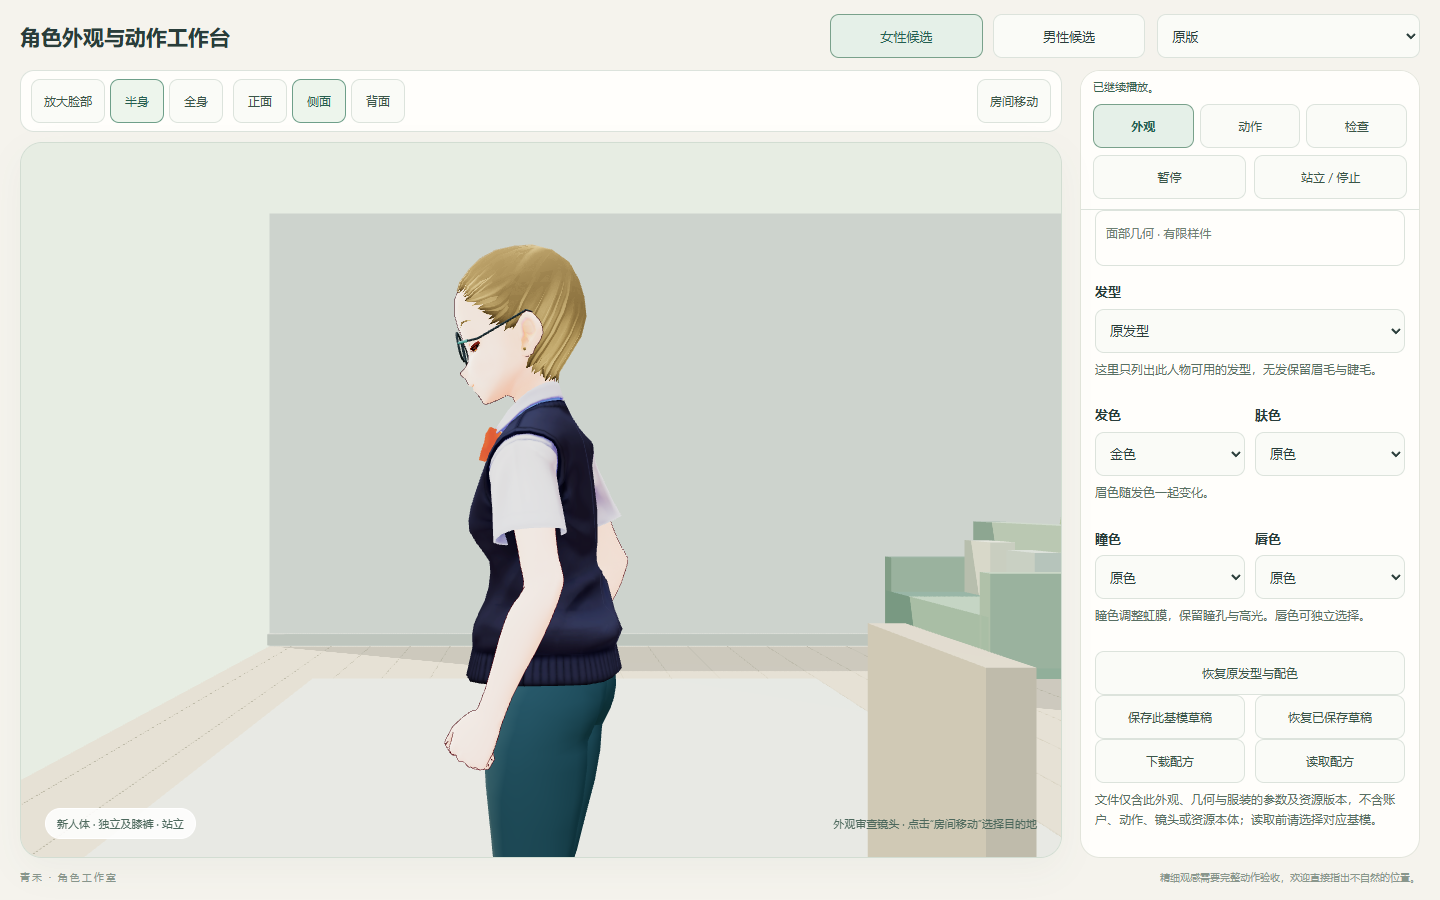 角色外观与动作工作台
女性候选
男性候选
原版
放大脸部
半身
全身
正面
侧面
背面
房间移动
已继续播放。
外观
动作
检查
暂停
站立 / 停止
面部几何 · 有限样件
发型
原发型
这里只列出此人物可用的发型，无发保留眉毛与睫毛。
发色
肤色
金色
原色
眉色随发色一起变化。
瞳色
唇色
原色
原色
瞳色调整虹膜，保留瞳孔与高光。唇色可独立选择。
恢复原发型与配色
保存此基模草稿
恢复已保存草稿
下载配方
读取配方
文件仅含此外观、几何与服装的参数及资源版本，不含账
户、动作、镜头或资源本体；读取前请选择对应基模。
新人体 · 独立及膝裤 · 站立
外观审查镜头 · 点击“房间移动”选择目的地
青禾 · 角色工作室
精细观感需要完整动作验收，欢迎直接指出不自然的位置。